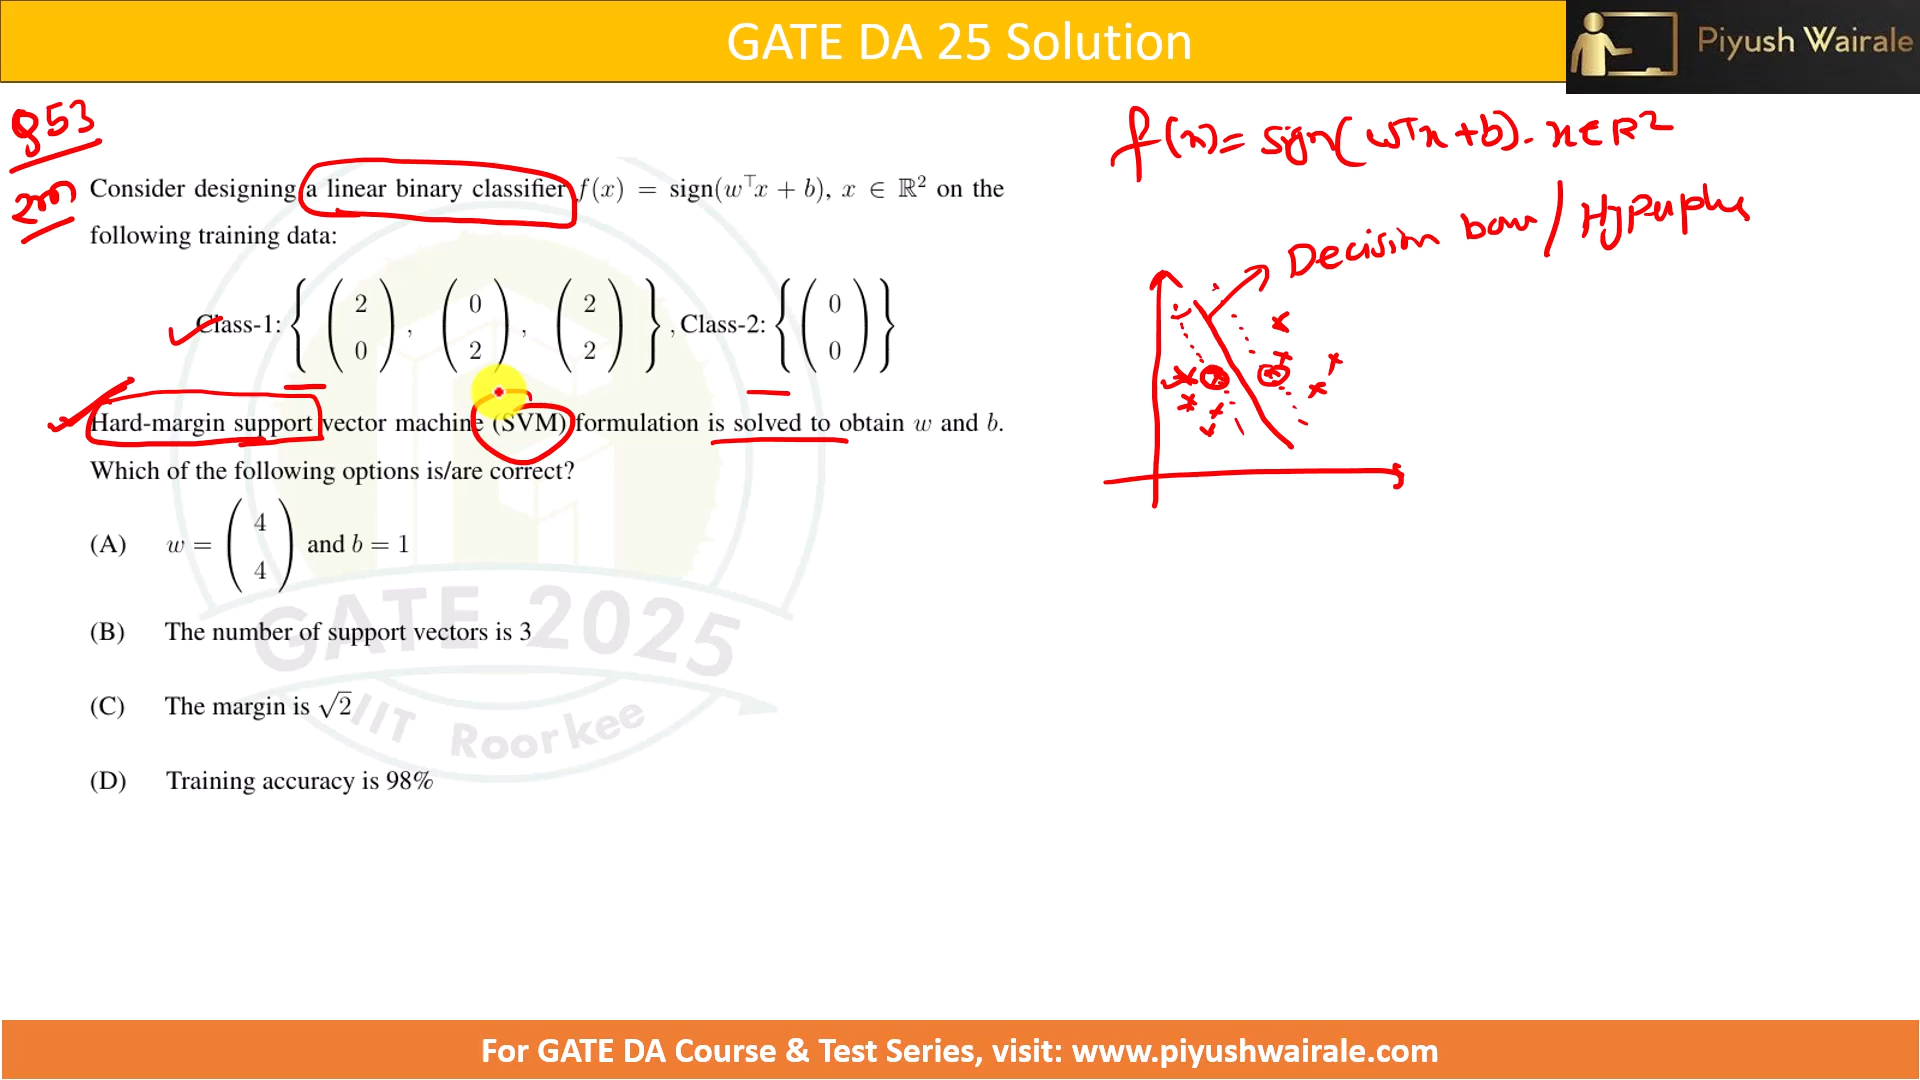 GATE DA 25 Solution
Piyush Wairale
Q53
2m
Consider designing a linear binary classifier f(x) = sign(w⊤x + b), x ∈ ℝ² on the
following training data:
Class-1: { (2 0), (0 2), (2 2) }, Class-2: { (0 0) }
Hard-margin support vector machine (SVM) formulation is solved to obtain w and b.
Which of the following options is/are correct?
(A) w = (4 4) and b = 1
(B) The number of support vectors is 3
(C) The margin is √2
(D) Training accuracy is 98%
GATE 2025
IIT Roorkee
f(x) = sign(wTx + b). x ∈ R²
Decision boun / Hyperplne
For GATE DA Course & Test Series, visit: www.piyushwairale.com